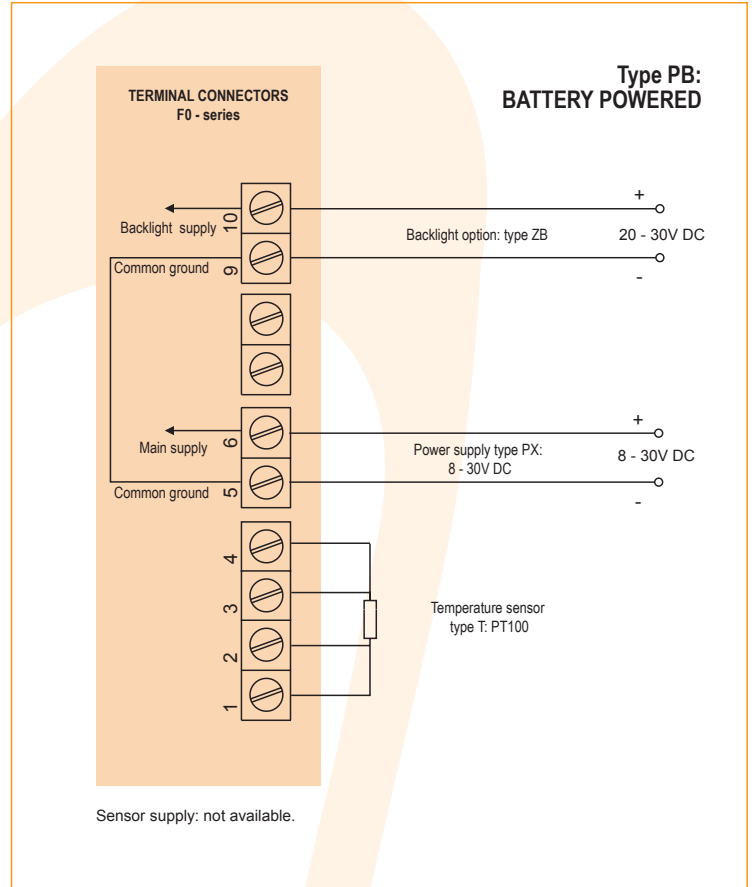 Type PB:
BATTERY POWERED
TERMINAL CONNECTORS
F0 - series
10
+
Backlight supply
Backlight option: type ZB
20 - 30V DC
Common ground
9
-
6
+
Main supply
Power supply type PX:
8 - 30V DC
8 - 30V DC
Common ground
5
-
4
3
Temperature sensor
type T: PT100
2
1
Sensor supply: not available.